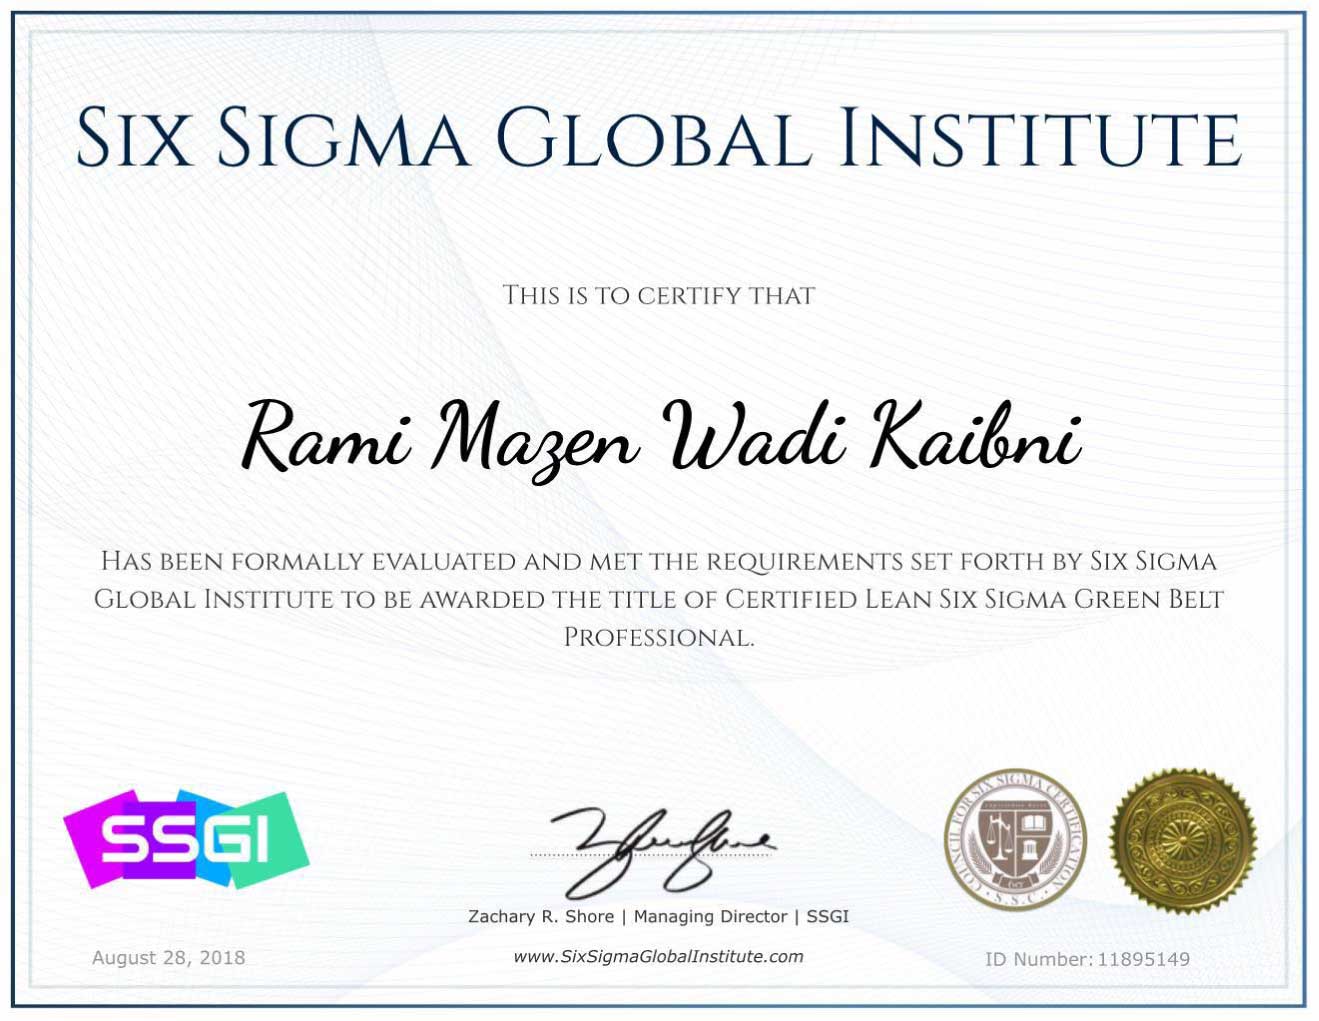 Six Sigma Global Institute
This is to certify that
Rami Mazen Wadi Kaibni
Has been formally evaluated and met the requirements set forth by Six Sigma
Global Institute to be awarded the title of Certified Lean Six Sigma Green Belt
Professional.
SSGI
COUNCIL FOR SIX SIGMA CERTIFICATION
· S.S.C. ·
6σ
Zachary R. Shore | Managing Director | SSGI
August 28, 2018
www.SixSigmaGlobalInstitute.com
ID Number: 11895149